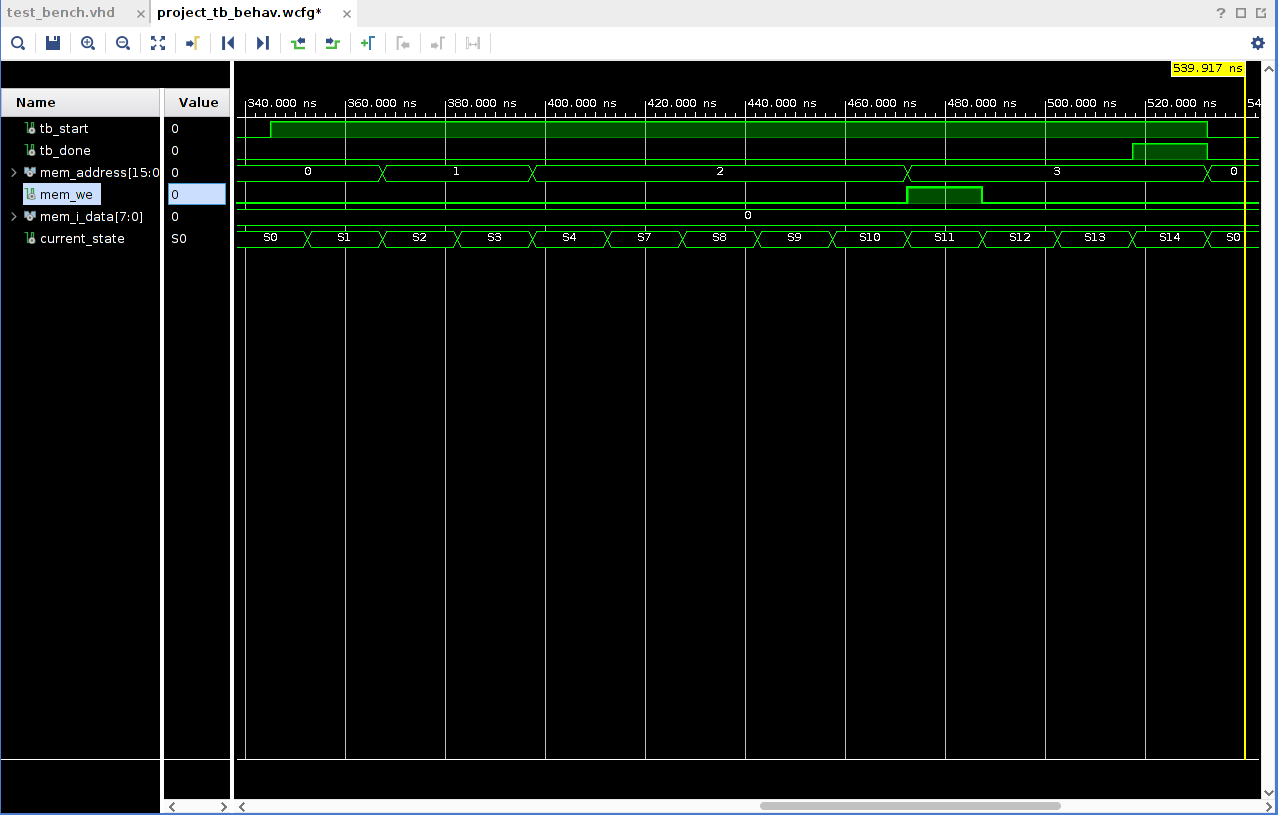 test_bench.vhd × project_tb_behav.wcfg* ×
?
539.917 ns
Name Value 340.000 ns 360.000 ns 380.000 ns 400.000 ns 420.000 ns 440.000 ns 460.000 ns 480.000 ns 500.000 ns 520.000 ns 54
tb_start 0
tb_done 0
mem_address[15:0 0 0 1 2 3 0
mem_we 0
mem_i_data[7:0] 0 0
current_state S0 S0 S1 S2 S3 S4 S7 S8 S9 S10 S11 S12 S13 S14 S0